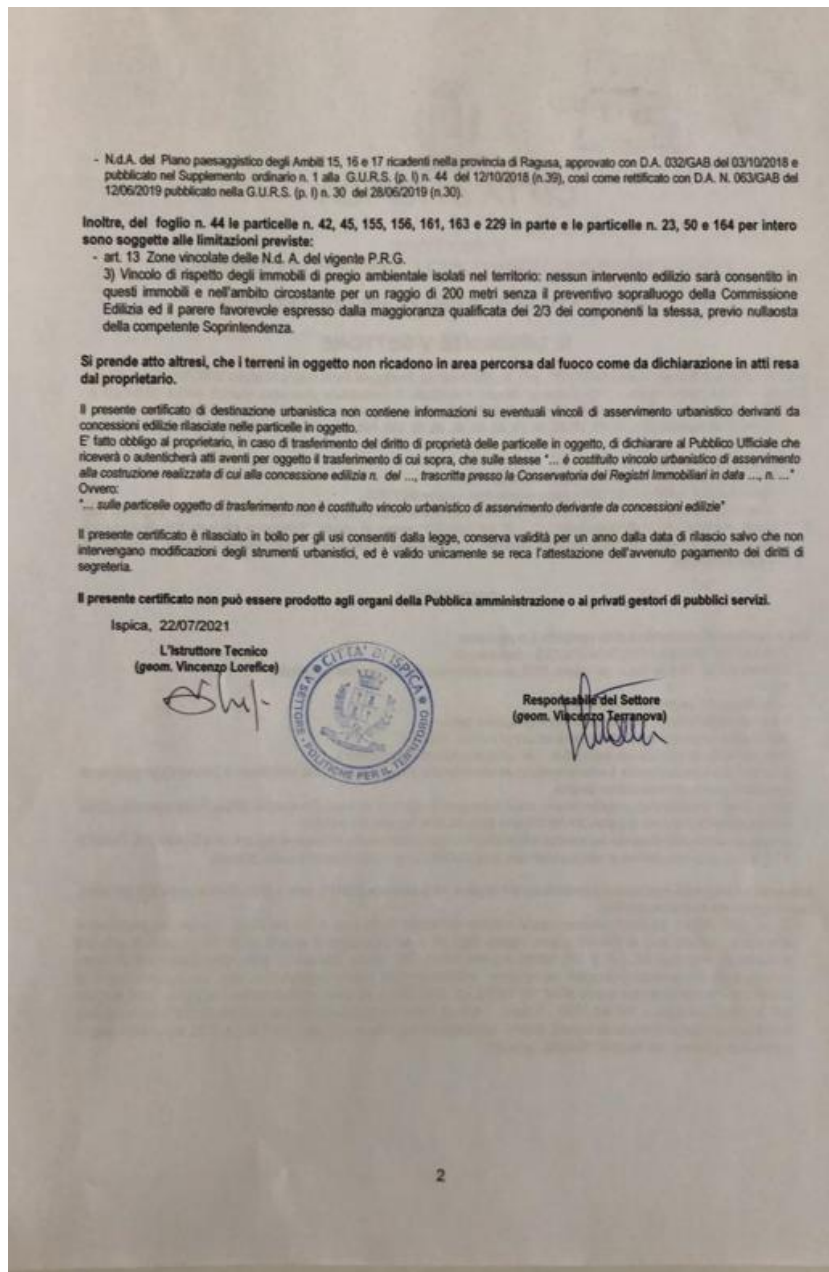 - N.d.A. del Piano paesaggistico degli Ambiti 15, 16 e 17 ricadenti nella provincia di Ragusa, approvato con D.A. 032/GAB del 03/10/2018 e
pubblicato nel Supplemento ordinario n. 1 alla G.U.R.S. (p. I) n. 44 del 12/10/2018 (n.39), così come rettificato con D.A. N. 063/GAB del
12/06/2019 pubblicato nella G.U.R.S. (p. I) n. 30 del 28/06/2019 (n.30).
Inoltre, del foglio n. 44 le particelle n. 42, 45, 155, 156, 161, 163 e 229 in parte e le particelle n. 23, 50 e 164 per intero
sono soggette alle limitazioni previste:
- art. 13 Zone vincolate delle N.d. A. del vigente P.R.G.
3) Vincolo di rispetto degli immobili di pregio ambientale isolati nel territorio: nessun intervento edilizio sarà consentito in
questi immobili e nell'ambito circostante per un raggio di 200 metri senza il preventivo sopralluogo della Commissione
Edilizia ed il parere favorevole espresso dalla maggioranza qualificata dei 2/3 dei componenti la stessa, previo nullaosta
della competente Soprintendenza.
Si prende atto altresì, che i terreni in oggetto non ricadono in area percorsa dal fuoco come da dichiarazione in atti resa
dal proprietario.
Il presente certificato di destinazione urbanistica non contiene informazioni su eventuali vincoli di asservimento urbanistico derivanti da
concessioni edilizie rilasciate nelle particelle in oggetto.
E' fatto obbligo al proprietario, in caso di trasferimento del diritto di proprietà delle particelle in oggetto, di dichiarare al Pubblico Ufficiale che
riceverà o autenticherà atti aventi per oggetto il trasferimento di cui sopra, che sulle stesse "... è costituito vincolo urbanistico di asservimento
alla costruzione realizzata di cui alla concessione edilizia n. del ..., trascritta presso la Conservatoria dei Registri Immobiliari in data ..., n. ..."
Ovvero:
"... sulle particelle oggetto di trasferimento non è costituito vincolo urbanistico di asservimento derivante da concessioni edilizie"
Il presente certificato è rilasciato in bollo per gli usi consentiti dalla legge, conserva validità per un anno dalla data di rilascio salvo che non
intervengano modificazioni degli strumenti urbanistici, ed è valido unicamente se reca l'attestazione dell'avvenuto pagamento dei diritti di
segreteria.
Il presente certificato non può essere prodotto agli organi della Pubblica amministrazione o ai privati gestori di pubblici servizi.
Ispica, 22/07/2021
L'Istruttore Tecnico
(geom. Vincenzo Lorefice)
CITTA' DI ISPICA
V SETTORE - POLITICHE PER IL TERRITORIO
Responsabile del Settore
(geom. Vincenzo Terranova)
2